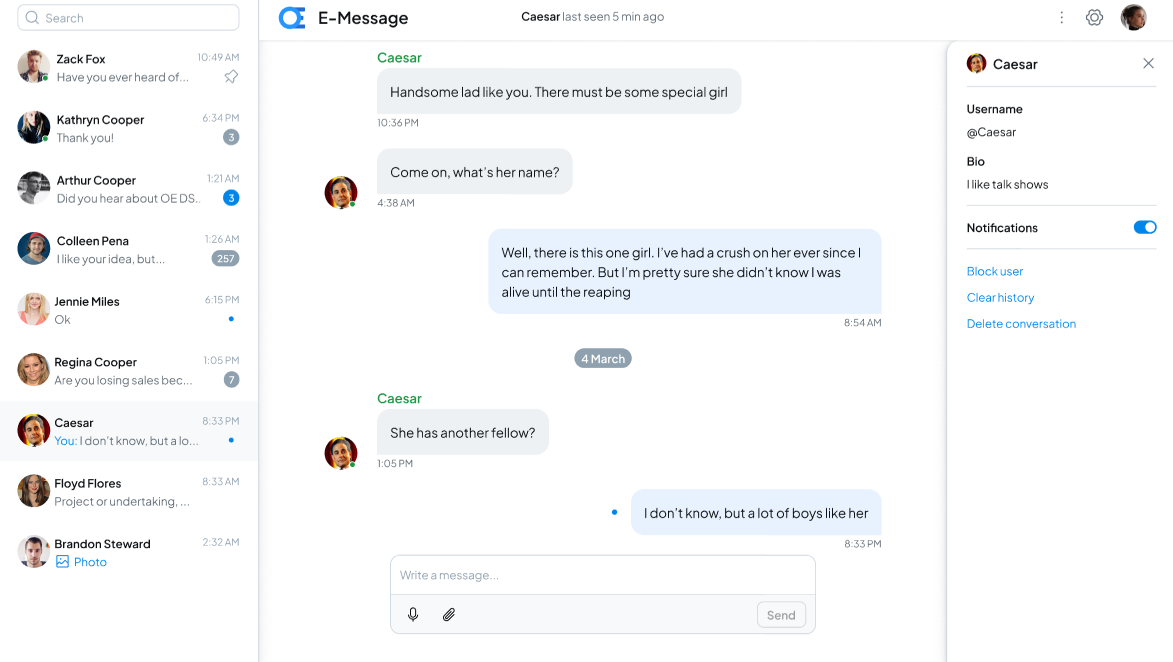 Search
Zack Fox
10:49 AM
Have you ever heard of...
Kathryn Cooper
6:34 PM
Thank you!
3
Arthur Cooper
1:21 AM
Did you hear about OE DS..
3
Colleen Pena
1:26 AM
I like your idea, but...
257
Jennie Miles
6:15 PM
Ok
Regina Cooper
1:05 PM
Are you losing sales bec...
7
Caesar
8:33 PM
You: I don't know, but a lo...
Floyd Flores
8:33 AM
Project or undertaking, ...
Brandon Steward
2:32 AM
Photo
E-Message
Caesar last seen 5 min ago
Caesar
Handsome lad like you. There must be some special girl
10:36 PM
Come on, what's her name?
4:38 AM
Well, there is this one girl. I've had a crush on her ever since I
can remember. But I'm pretty sure she didn't know I was
alive until the reaping
8:54 AM
4 March
Caesar
She has another fellow?
1:05 PM
I don't know, but a lot of boys like her
8:33 PM
Write a message...
Send
Caesar
Username
@Caesar
Bio
I like talk shows
Notifications
Block user
Clear history
Delete conversation